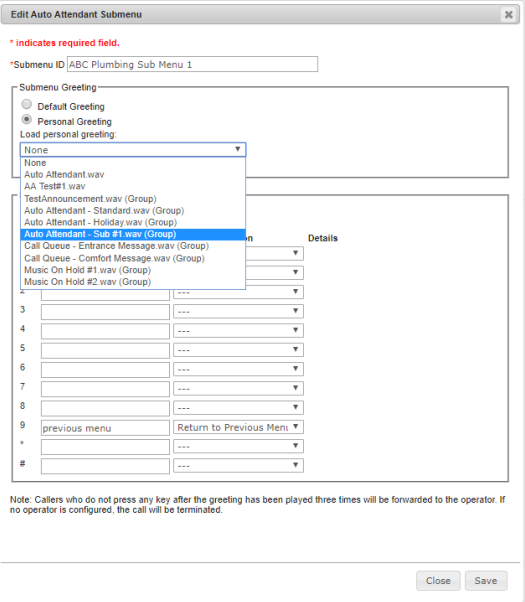 Edit Auto Attendant Submenu
* indicates required field.
*Submenu ID ABC Plumbing Sub Menu 1
Submenu Greeting
Default Greeting
Personal Greeting
Load personal greeting:
None
None
Auto Attendant.wav
AA Test#1.wav
TestAnnouncement.wav (Group)
Auto Attendant - Standard.wav (Group)
Auto Attendant - Holiday.wav (Group)
Auto Attendant - Sub #1.wav (Group)
Details
Call Queue - Entrance Message.wav (Group)
Call Queue - Comfort Message.wav (Group)
Music On Hold #1.wav (Group)
Music On Hold #2.wav (Group)
2 ---
3 ---
4 ---
5 ---
6 ---
7 ---
8 ---
9 previous menu Return to Previous Menu
* ---
# ---
Note: Callers who do not press any key after the greeting has been played three times will be forwarded to the operator. If
no operator is configured, the call will be terminated.
Close Save